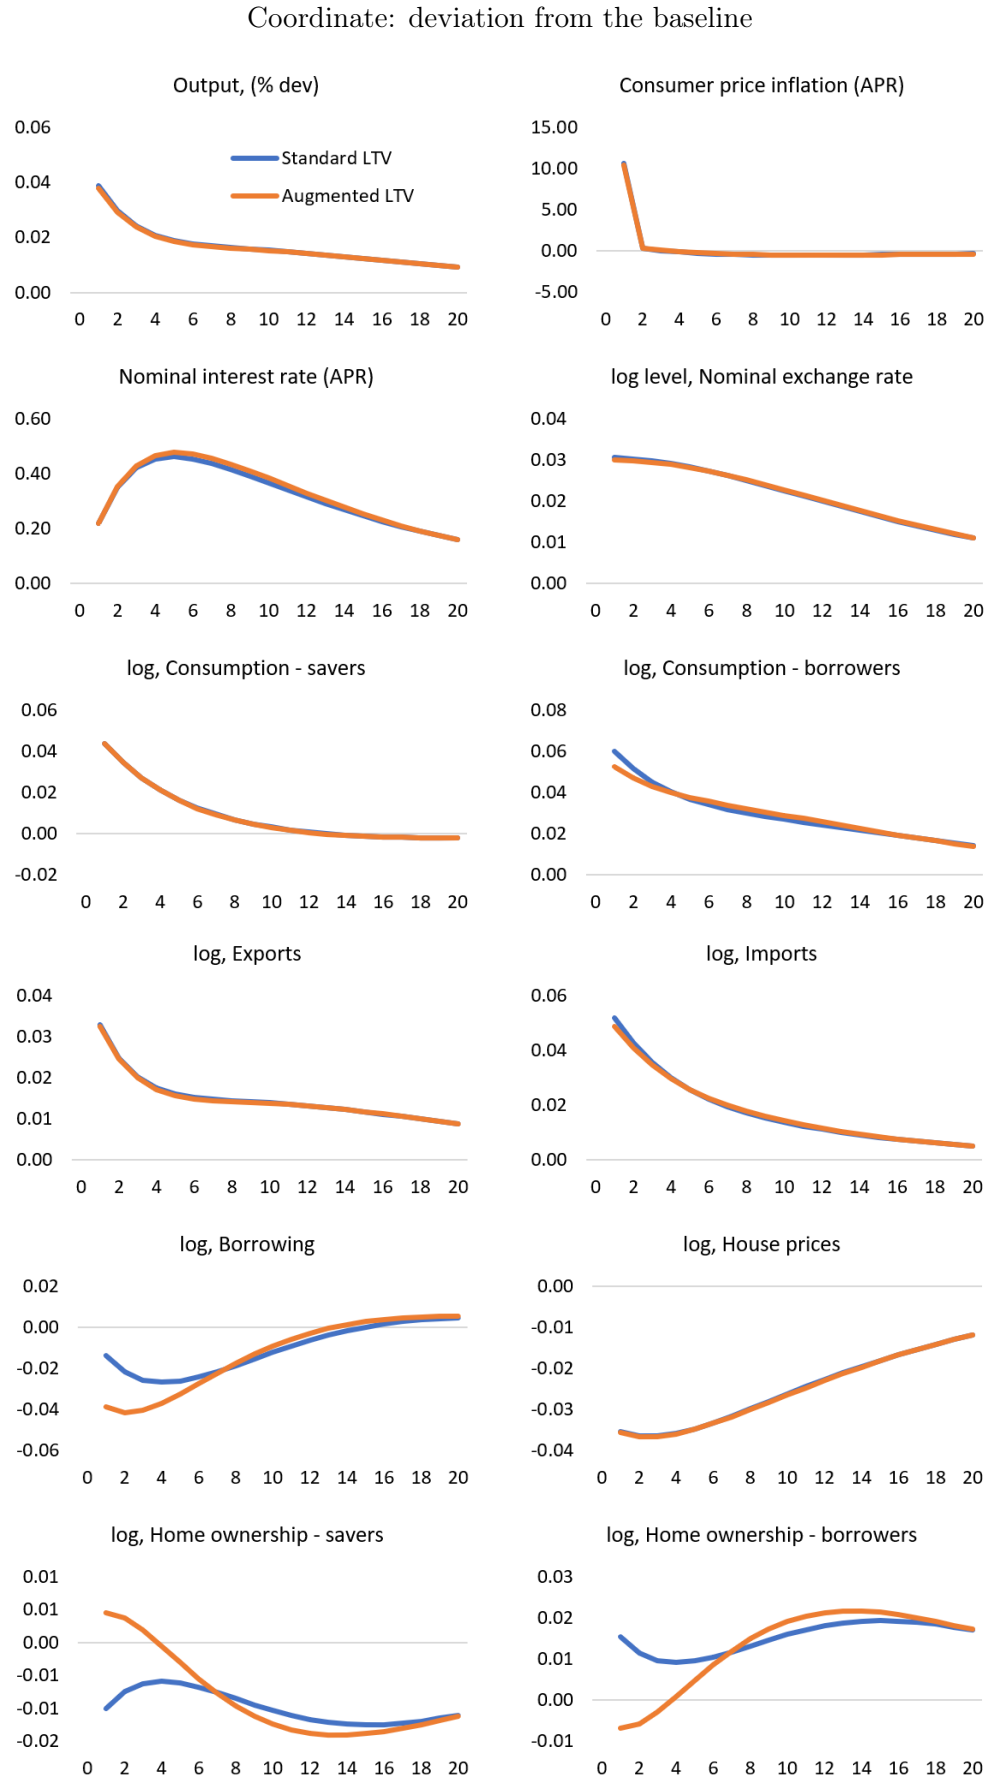 Coordinate: deviation from the baseline
Output, (% dev)
0.06
0.04
0.02
0.00
Standard LTV
Augmented LTV
0 2 4 6 8 10 12 14 16 18 20
Consumer price inflation (APR)
15.00
10.00
5.00
0.00
-5.00
0 2 4 6 8 10 12 14 16 18 20
Nominal interest rate (APR)
0.60
0.40
0.20
0.00
0 2 4 6 8 10 12 14 16 18 20
log level, Nominal exchange rate
0.04
0.03
0.02
0.01
0.00
0 2 4 6 8 10 12 14 16 18 20
log, Consumption - savers
0.06
0.04
0.02
0.00
-0.02
0 2 4 6 8 10 12 14 16 18 20
log, Consumption - borrowers
0.08
0.06
0.04
0.02
0.00
0 2 4 6 8 10 12 14 16 18 20
log, Exports
0.04
0.03
0.02
0.01
0.00
0 2 4 6 8 10 12 14 16 18 20
log, Imports
0.06
0.04
0.02
0.00
0 2 4 6 8 10 12 14 16 18 20
log, Borrowing
0.02
0.00
-0.02
-0.04
-0.06
0 2 4 6 8 10 12 14 16 18 20
log, House prices
0.00
-0.01
-0.02
-0.03
-0.04
0 2 4 6 8 10 12 14 16 18 20
log, Home ownership - savers
0.01
0.01
0.00
-0.01
-0.01
-0.02
0 2 4 6 8 10 12 14 16 18 20
log, Home ownership - borrowers
0.03
0.02
0.01
0.00
-0.01
0 2 4 6 8 10 12 14 16 18 20